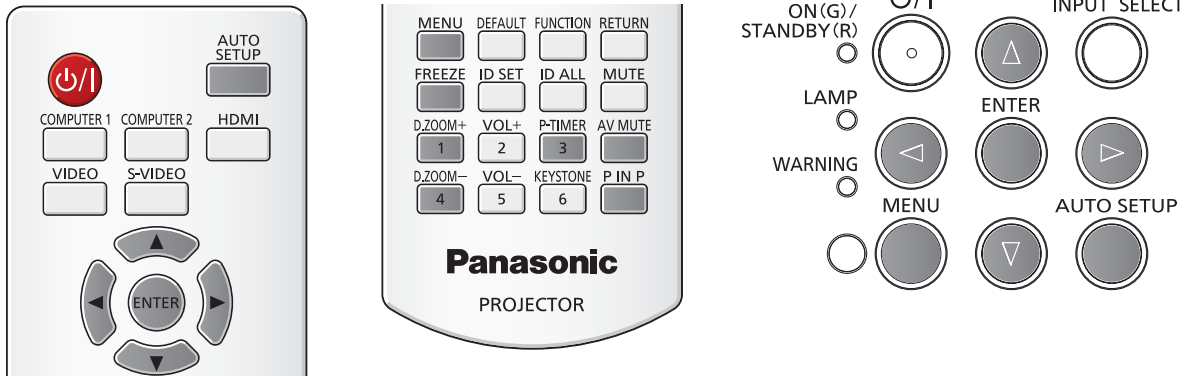 AUTO
SETUP
COMPUTER 1 COMPUTER 2 HDMI
VIDEO S-VIDEO
ENTER
MENU DEFAULT FUNCTION RETURN
FREEZE ID SET ID ALL MUTE
D.ZOOM+ VOL+ P-TIMER AV MUTE
1 2 3
D.ZOOM− VOL− KEYSTONE P IN P
4 5 6
Panasonic
PROJECTOR
ON(G)/
STANDBY(R)
INPUT SELECT
LAMP
ENTER
WARNING
MENU
AUTO SETUP